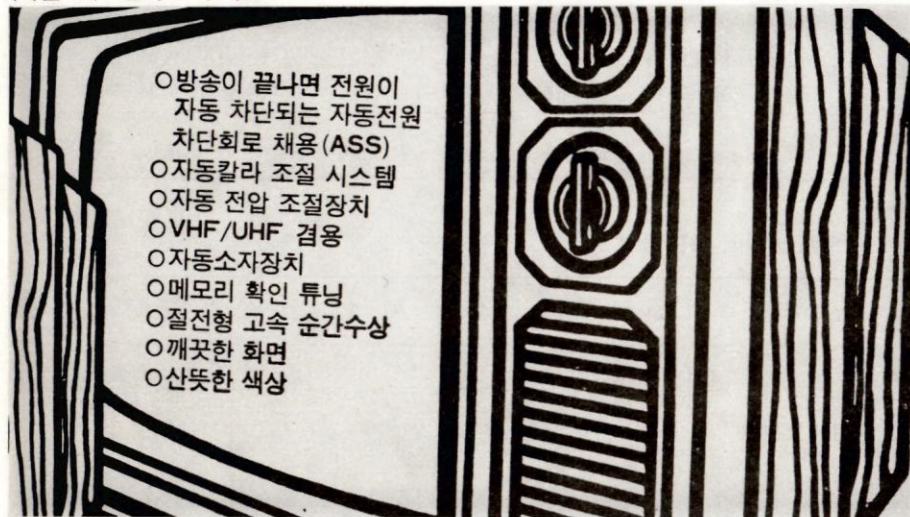 ○방송이 끝나면 전원이
자동 차단되는 자동전원
차단회로 채용(ASS)
○자동칼라 조절 시스템
○자동 전압 조절장치
○VHF/UHF 겸용
○자동소자장치
○메모리 확인 튜닝
○절전형 고속 순간수상
○깨끗한 화면
○산뜻한 색상